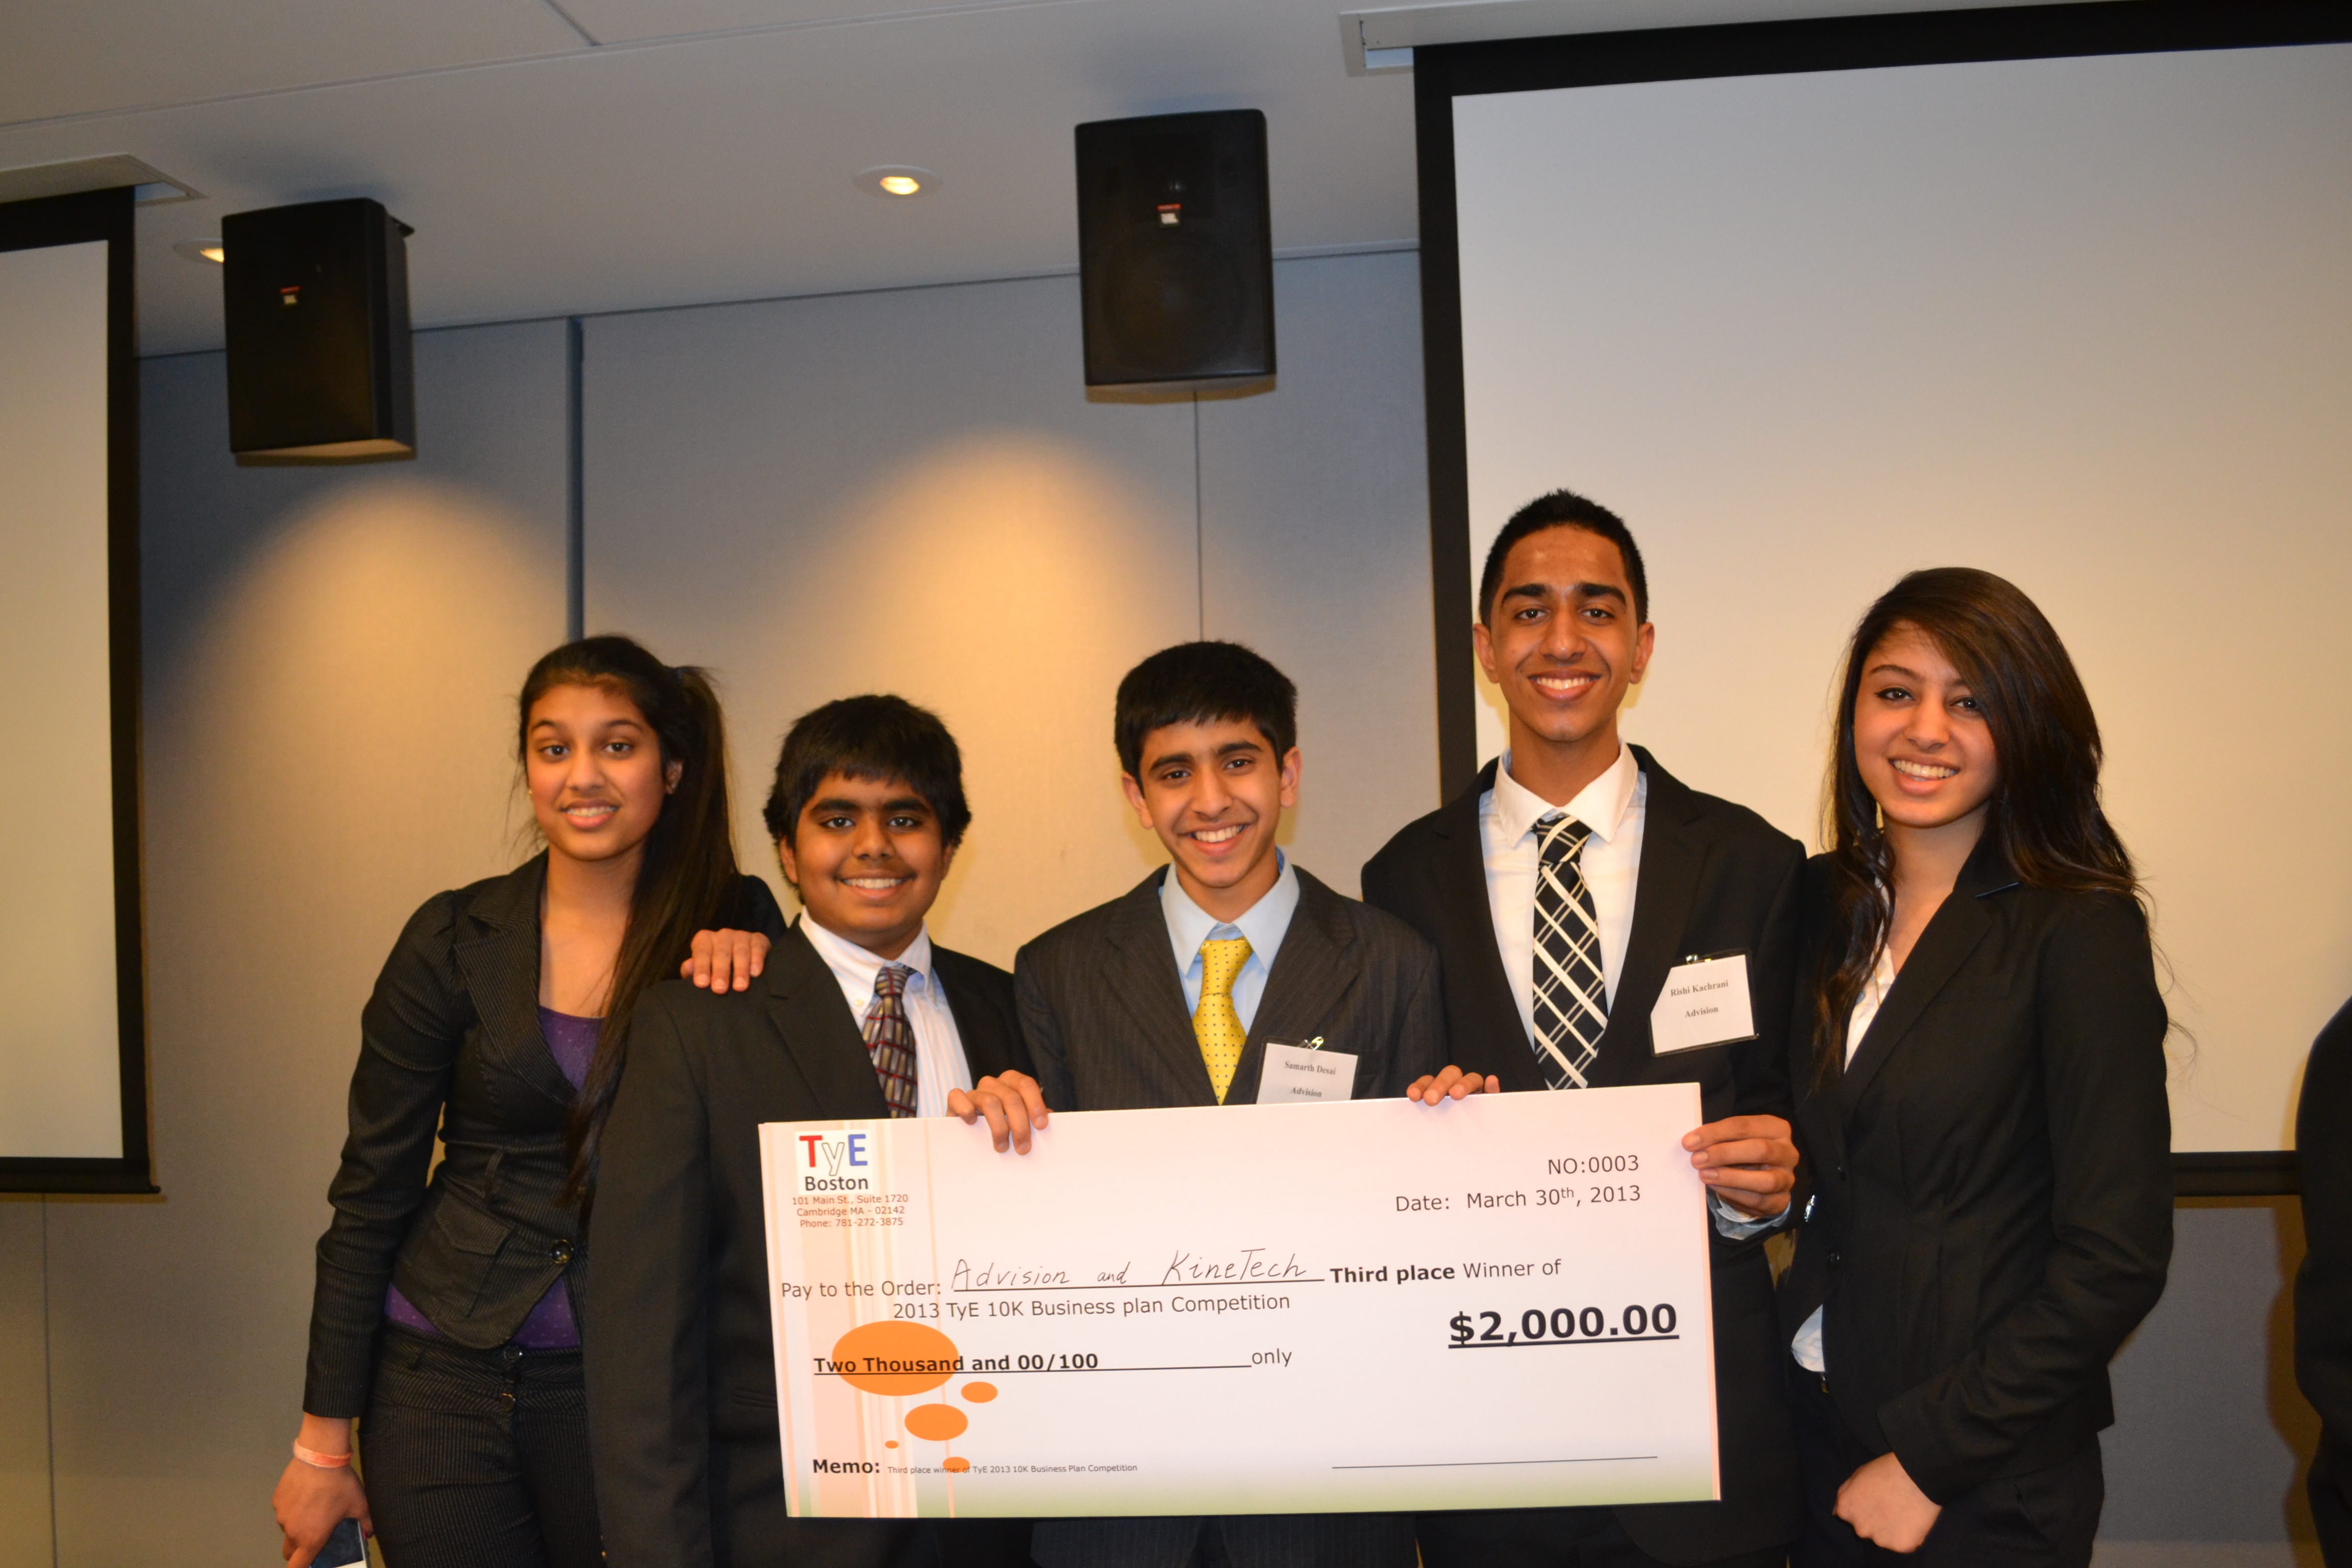 Rishi Kachrani
Advision
Samarth Desai
Advision
TyE
Boston
101 Main St., Suite 1720
Cambridge MA - 02142
Phone: 781-272-3875
NO:0003
Date: March 30th, 2013
Pay to the Order: Advision and KineTech Third place Winner of
2013 TyE 10K Business plan Competition
$2,000.00
Two Thousand and 00/100 only
Memo: Third place winner of TyE 2013 10K Business Plan Competition